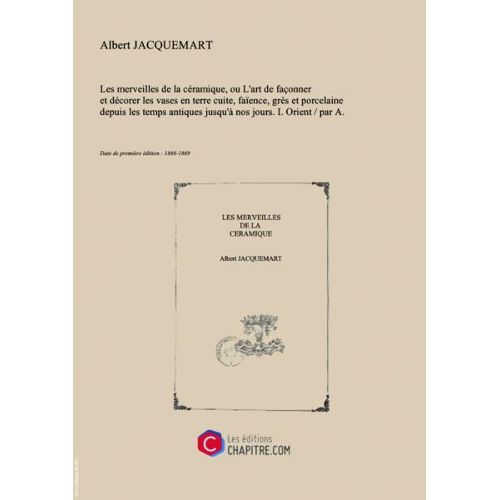 Albert JACQUEMART
Les merveilles de la céramique, ou L'art de façonner
et décorer les vases en terre cuite, faïence, grès et porcelaine
depuis les temps antiques jusqu'à nos jours. I. Orient / par A.
Date de première édition : 1866-1869
LES MERVEILLES
DE LA
CERAMIQUE
Albert JACQUEMART
C
Les éditions
CHAPITRE.COM